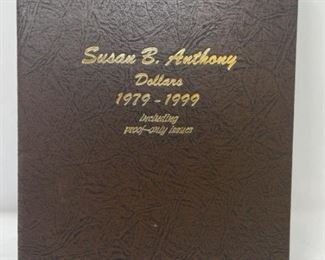 Susan B. Anthony
Dollars
1979-1999
including
proof-only issues